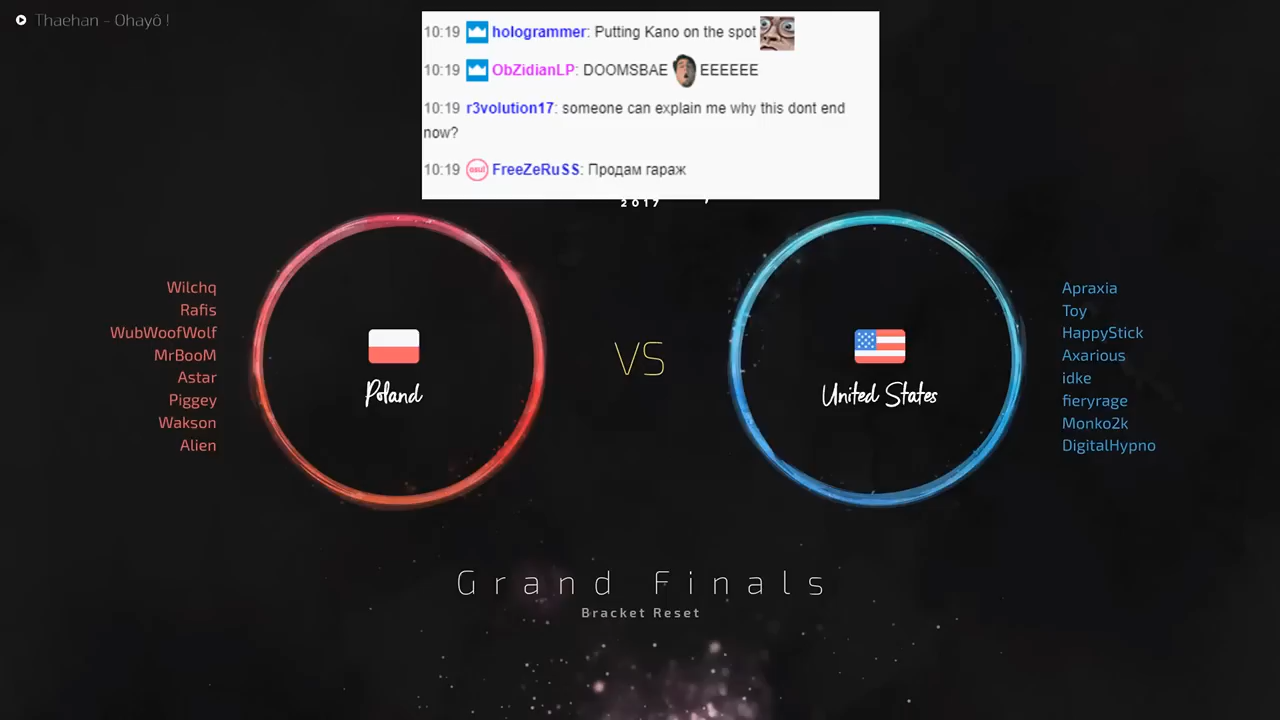 Thaehan - Ohayô !
10:19 hologrammer: Putting Kano on the spot
10:19 ObZidianLP: DOOMSBAE EEEEEE
10:19 r3volution17: someone can explain me why this dont end
now?
10:19 osu! FreeZeRuSS: Продам гараж
2017
Wilchq
Rafis
WubWoofWolf
MrBooM
Astar
Piggey
Wakson
Alien
Poland
VS
United States
Apraxia
Toy
HappyStick
Axarious
idke
fieryrage
Monko2k
DigitalHypno
Grand Finals
Bracket Reset